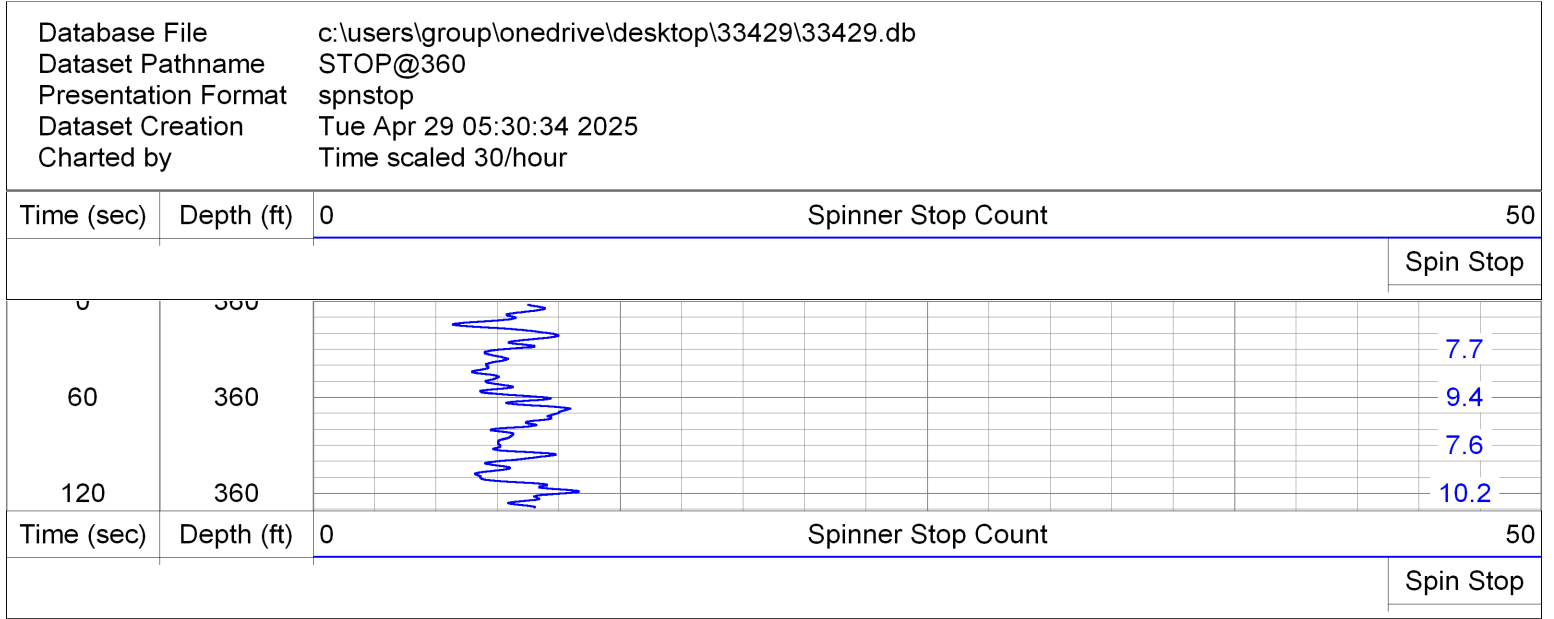 Database File c:\users\group\onedrive\desktop\33429\33429.db
Dataset Pathname STOP@360
Presentation Format spnstop
Dataset Creation Tue Apr 29 05:30:34 2025
Charted by Time scaled 30/hour
Time (sec) Depth (ft) 0 Spinner Stop Count 50
Spin Stop
0 360
7.7
60 360 9.4
7.6
120 360 10.2
Time (sec) Depth (ft) 0 Spinner Stop Count 50
Spin Stop